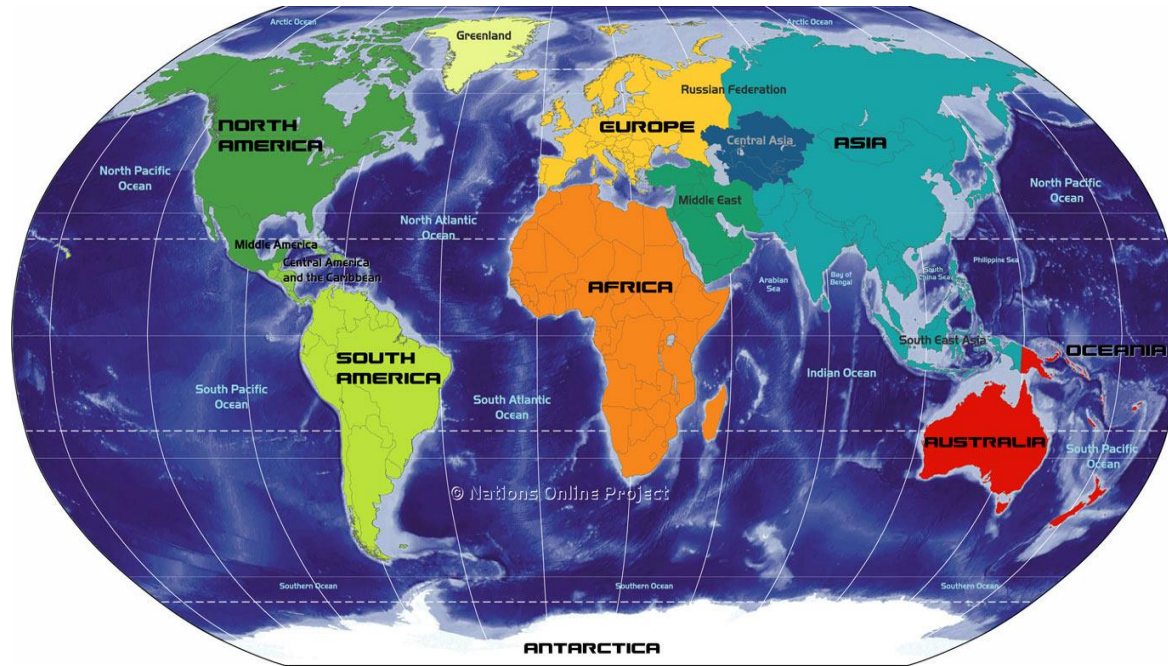 Arctic Ocean
Arctic Ocean
Greenland
Russian Federation
NORTH
AMERICA
EUROPE
Central Asia
ASIA
North Pacific
Ocean
Middle East
North Pacific
Ocean
North Atlantic
Ocean
Middle America
Central America
and the Caribbean
Philippine Sea
South
China Sea
Arabian
Sea
Bay of
Bengal
AFRICA
South East Asia
OCEANIA
SOUTH
AMERICA
Indian Ocean
South Pacific
Ocean
South Atlantic
Ocean
AUSTRALIA
South Pacific
Ocean
© Nations Online Project
Southern Ocean
Southern Ocean
Southern Ocean
ANTARCTICA